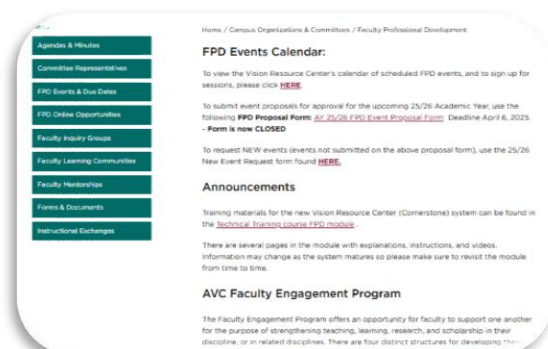 Home / Campus Organizations & Committees / Faculty Professional Development
Agendas & Minutes
Committee Representatives
FPD Events & Due Dates
FPD Online Opportunities
Faculty Inquiry Groups
Faculty Learning Communities
Faculty Mentorships
Forms & Documents
Instructional Exchanges
FPD Events Calendar:
To view the Vision Resource Center's calendar of scheduled FPD events, and to sign up for
sessions, please click HERE.
To submit event proposals for approval for the upcoming 25/26 Academic Year, use the
following FPD Proposal Form: AY 25/26 FPD Event Proposal Form Deadline April 6, 2025.
- Form is now CLOSED
To request NEW events (events not submitted on the above proposal form), use the 25/26
New Event Request form found HERE.
Announcements
Training materials for the new Vision Resource Center (Cornerstone) system can be found in
the Technical Training course FPD module .
There are several pages in the module with explanations, instructions, and videos.
Information may change as the system matures so please make sure to revisit the module
from time to time.
AVC Faculty Engagement Program
The Faculty Engagement Program offers an opportunity for faculty to support one another
for the purpose of strengthening teaching, learning, research, and scholarship in their
discipline, or in related disciplines. There are four distinct structures for developing